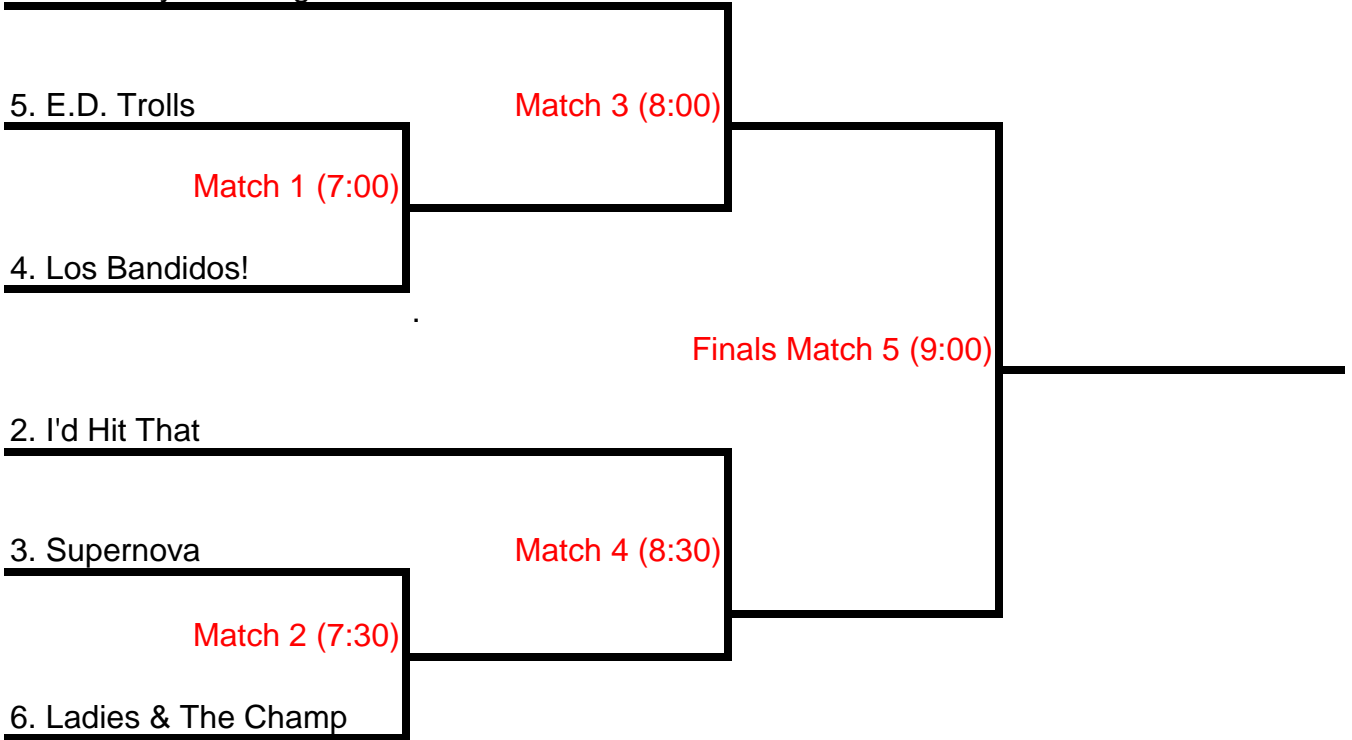 5. E.D. Trolls
Match 3 (8:00)
Match 1 (7:00)
4. Los Bandidos!
.
Finals Match 5 (9:00)
2. I'd Hit That
3. Supernova
Match 4 (8:30)
Match 2 (7:30)
6. Ladies & The Champ